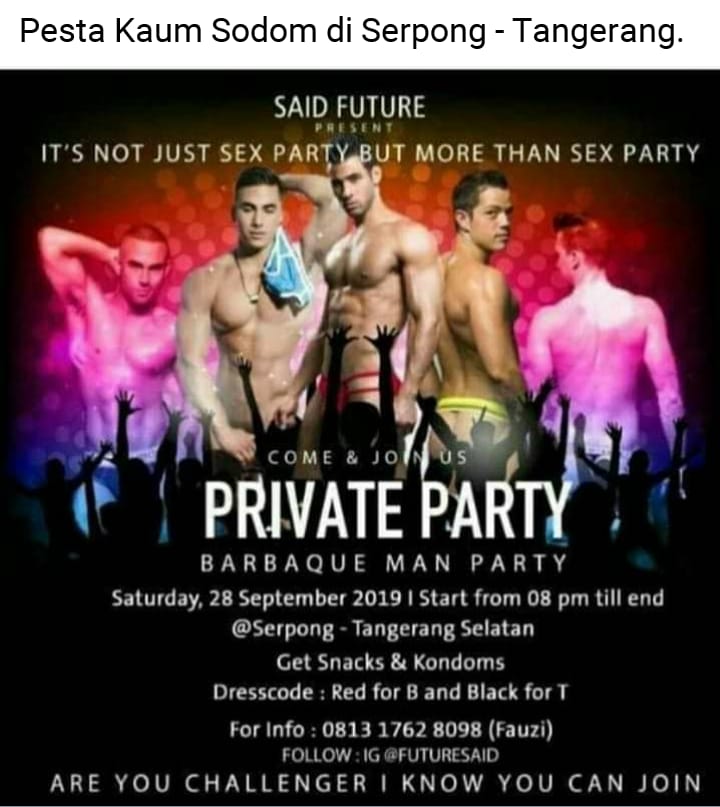 Pesta Kaum Sodom di Serpong - Tangerang.
SAID FUTURE
PRESENT
IT'S NOT JUST SEX PARTY BUT MORE THAN SEX PARTY
COME & JOIN US
PRIVATE PARTY
BARBAQUE MAN PARTY
Saturday, 28 September 2019 I Start from 08 pm till end
@Serpong - Tangerang Selatan
Get Snacks & Kondoms
Dresscode : Red for B and Black for T
For Info : 0813 1762 8098 (Fauzi)
FOLLOW : IG @FUTURESAID
ARE YOU CHALLENGER I KNOW YOU CAN JOIN